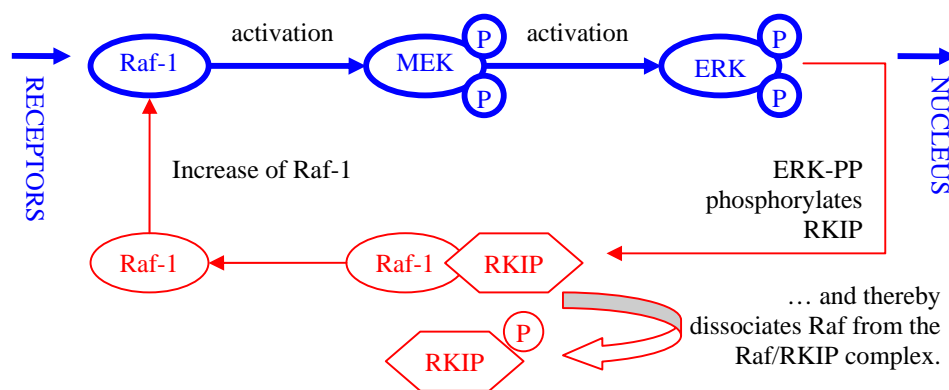 activation
activation
P
P
P
P
RECEPTORS
Raf-1
MEK
ERK
NUCLEUS
Increase of Raf-1
ERK-PP
phosphorylates
RKIP
Raf-1
Raf-1
RKIP
P
RKIP
… and thereby
dissociates Raf from the
Raf/RKIP complex.